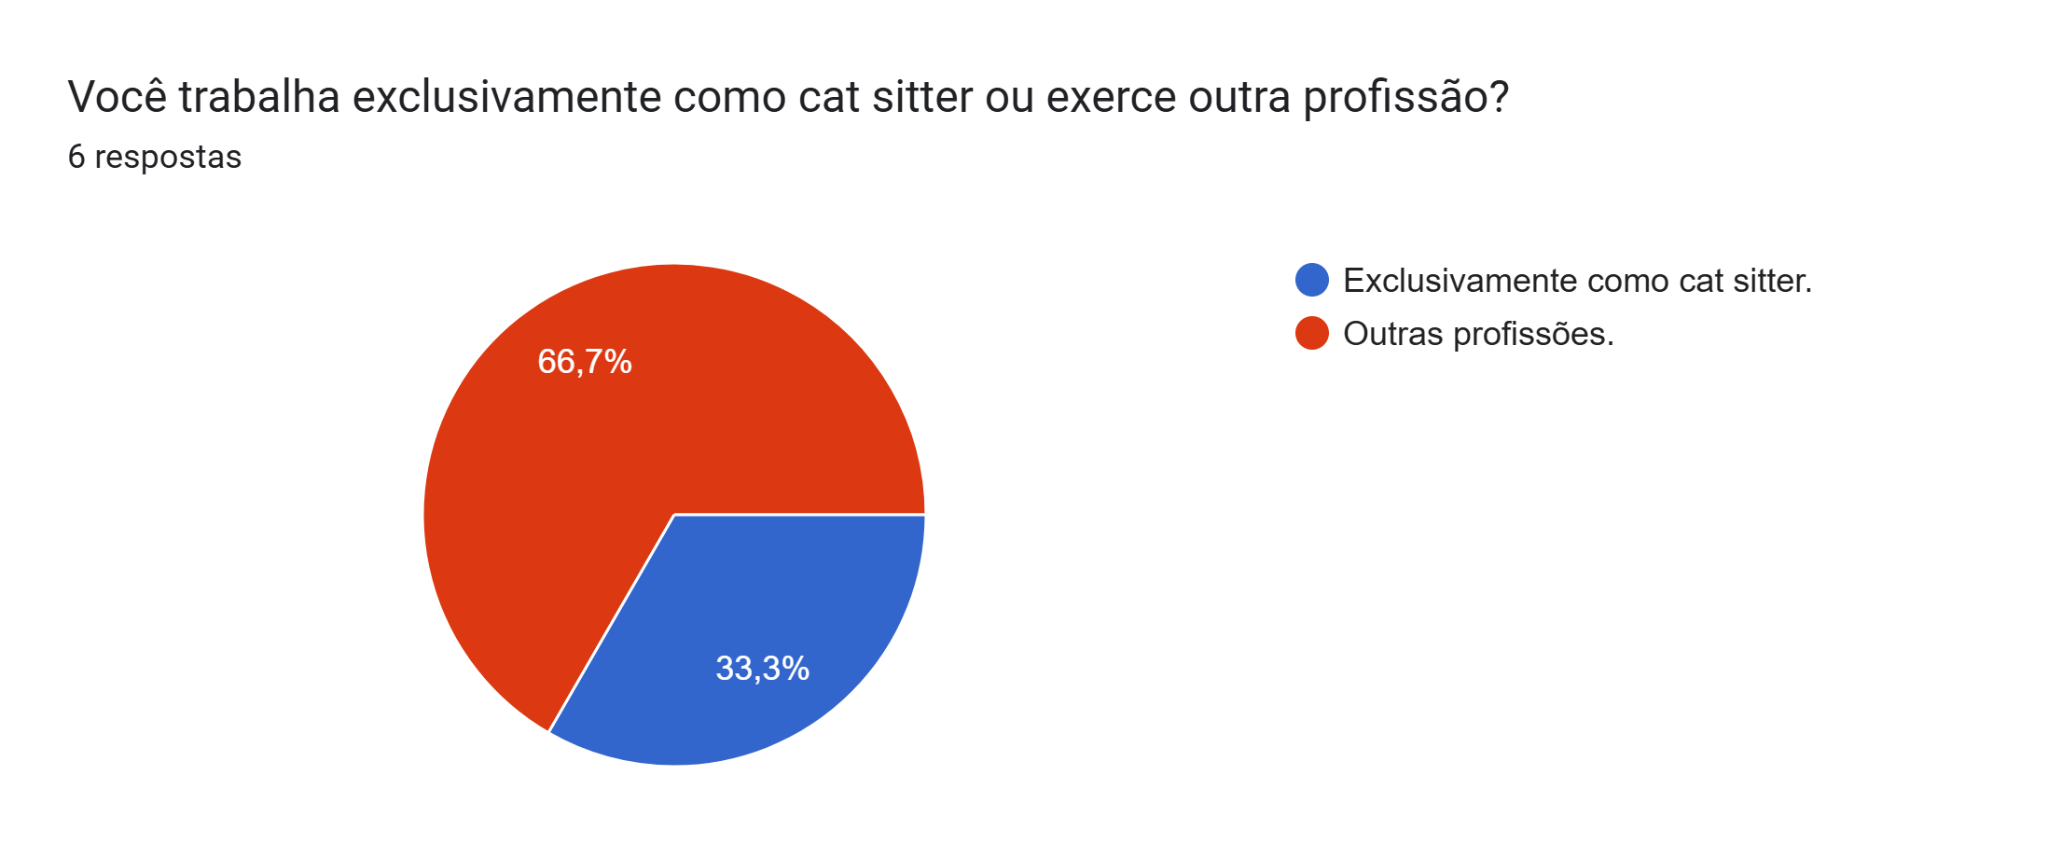 Você trabalha exclusivamente como cat sitter ou exerce outra profissão?
6 respostas
Exclusivamente como cat sitter.
Outras profissões.
66,7%
33,3%